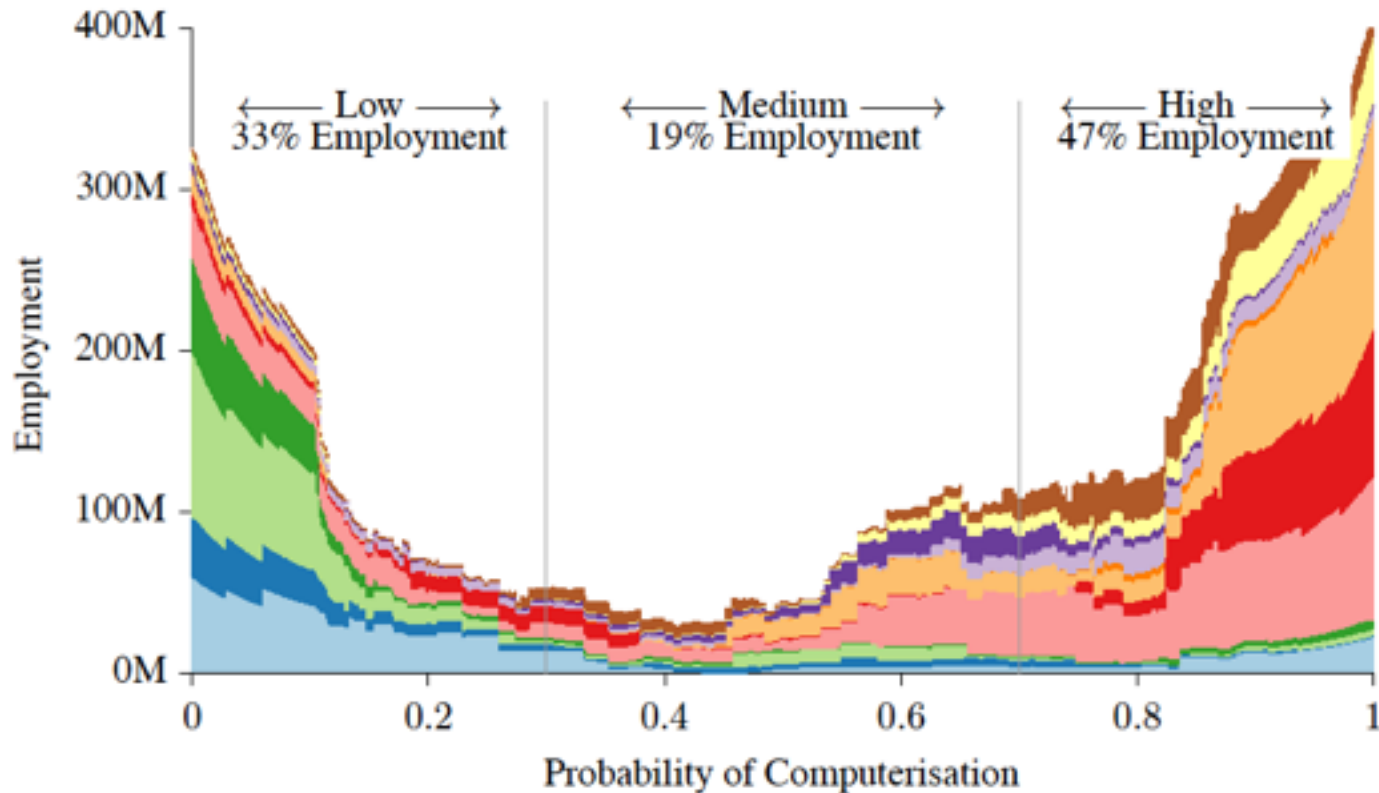 400M
←— Low —→
33% Employment
←— Medium —→
19% Employment
←— High —→
47% Employment
300M
Employment
200M
100M
0M
0
0.2
0.4
0.6
0.8
1
Probability of Computerisation